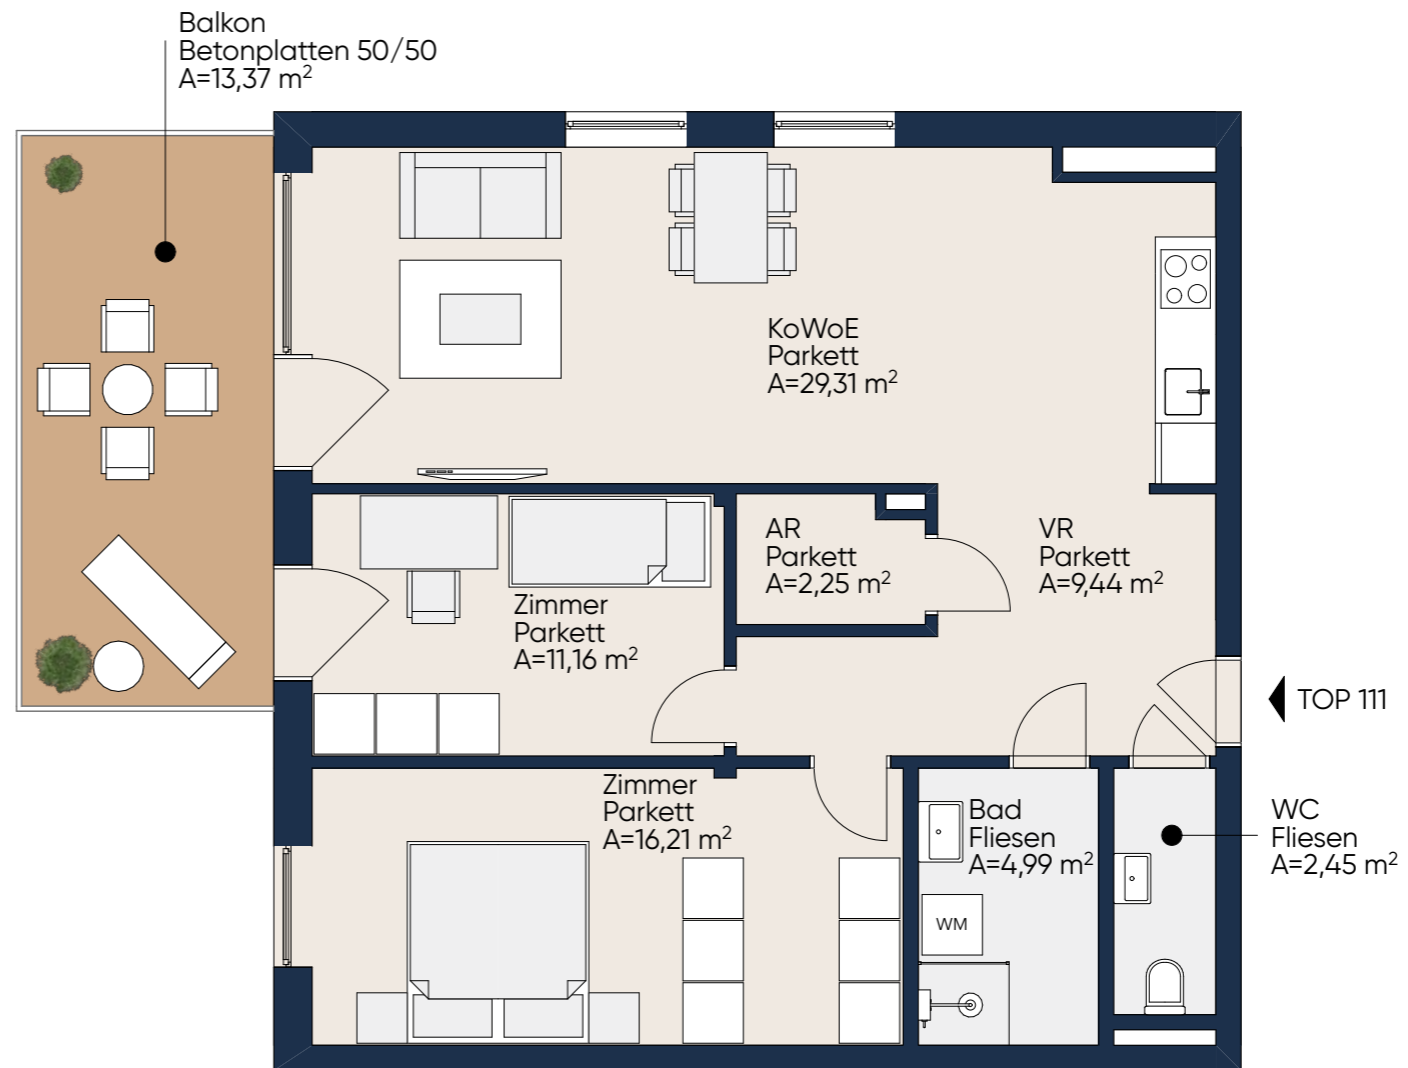 Balkon
Betonplatten 50/50
A=13,37 m²
KoWoE
Parkett
A=29,31 m²
AR
Parkett
A=2,25 m²
VR
Parkett
A=9,44 m²
Zimmer
Parkett
A=11,16 m²
TOP 111
Zimmer
Parkett
A=16,21 m²
Bad
Fliesen
A=4,99 m²
WM
WC
Fliesen
A=2,45 m²